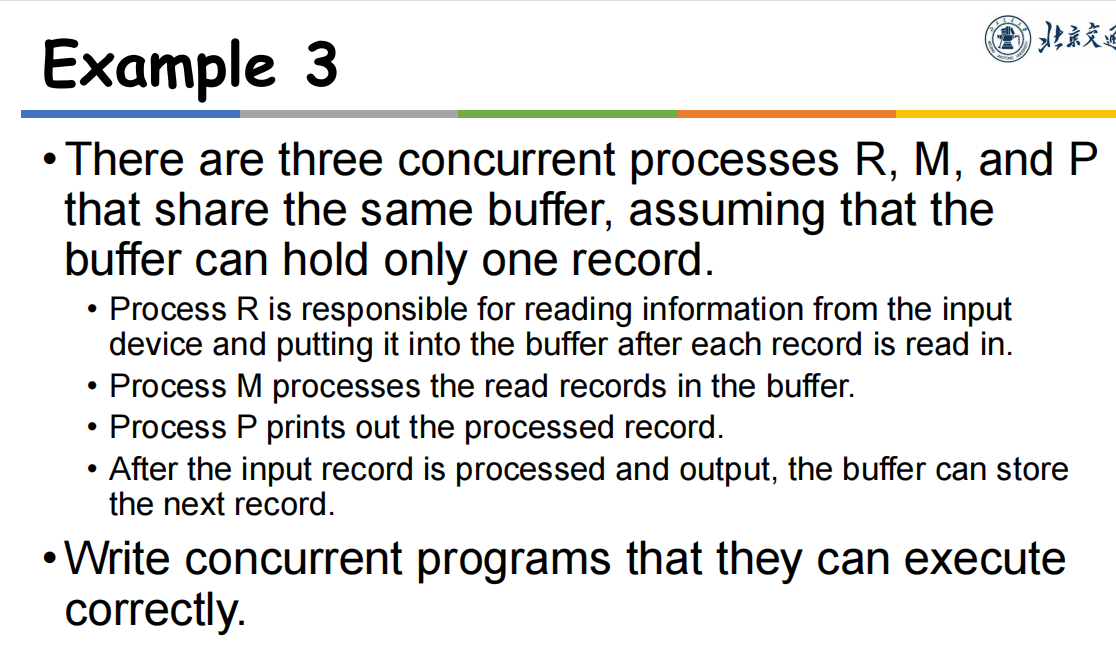 Example 3
北京交通
• There are three concurrent processes R, M, and P
that share the same buffer, assuming that the
buffer can hold only one record.
• Process R is responsible for reading information from the input
device and putting it into the buffer after each record is read in.
• Process M processes the read records in the buffer.
• Process P prints out the processed record.
• After the input record is processed and output, the buffer can store
the next record.
• Write concurrent programs that they can execute
correctly.